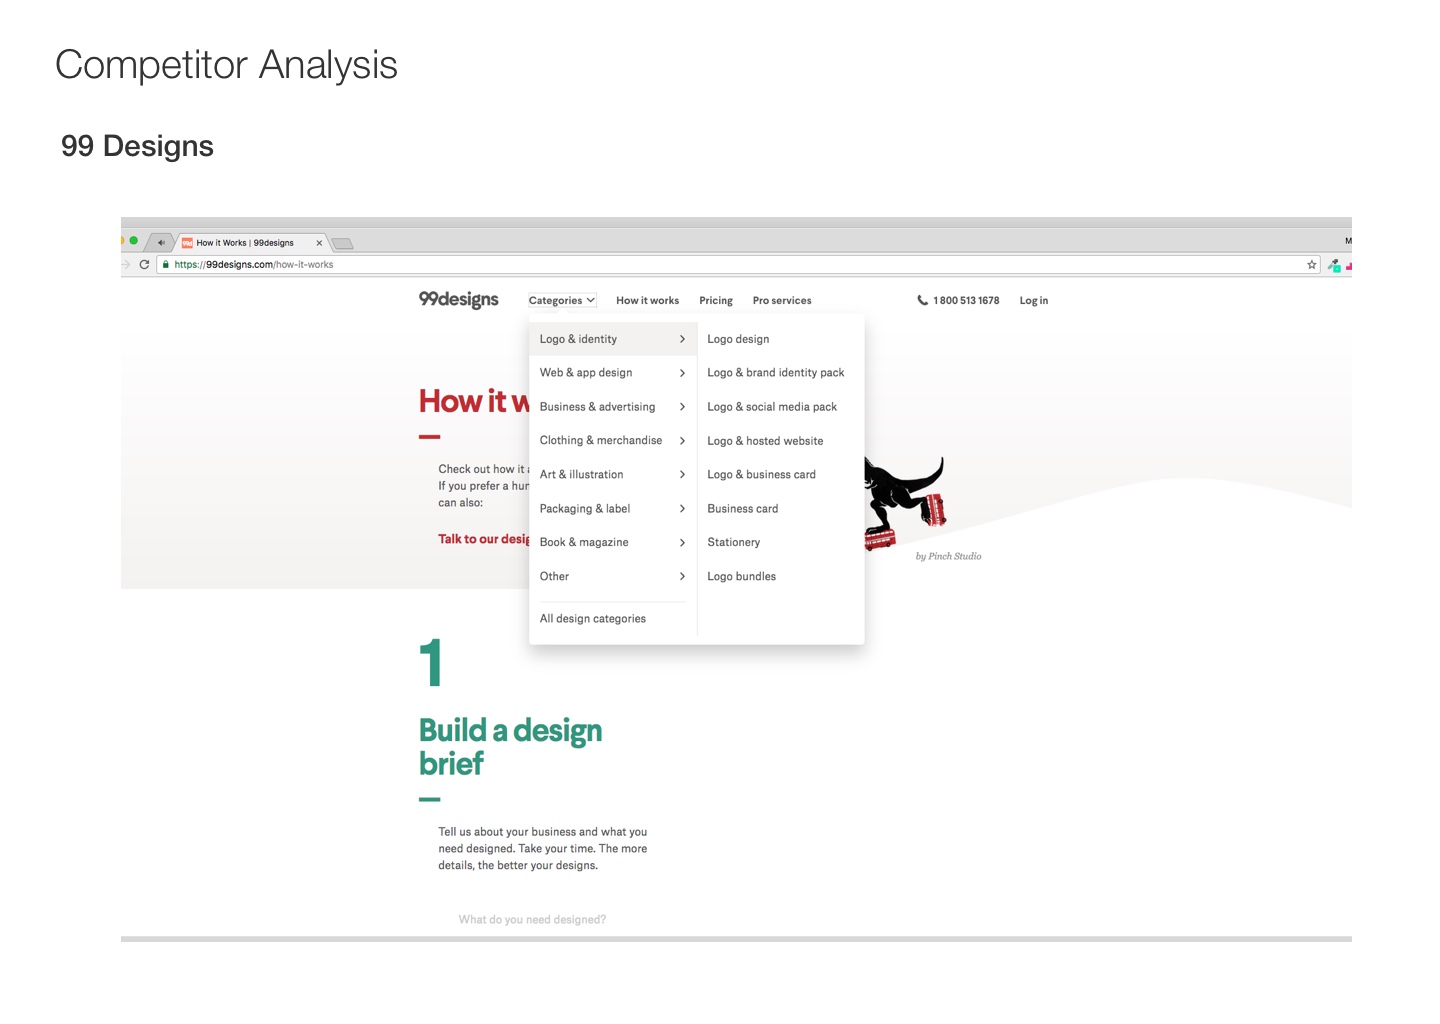 Competitor Analysis
99 Designs
How it Works | 99designs
https://99designs.com/how-it-works
99designs
Categories
How it works
Pricing
Pro services
1 800 513 1678
Log in
Logo & identity
Web & app design
Business & advertising
Clothing & merchandise
Art & illustration
Packaging & label
Book & magazine
Other
All design categories
Logo design
Logo & brand identity pack
Logo & social media pack
Logo & hosted website
Logo & business card
Business card
Stationery
Logo bundles
How it w
Check out how it
If you prefer a hu
can also:
Talk to our desi
by Pinch Studio
1
Build a design
brief
Tell us about your business and what you
need designed. Take your time. The more
details, the better your designs.
What do you need designed?